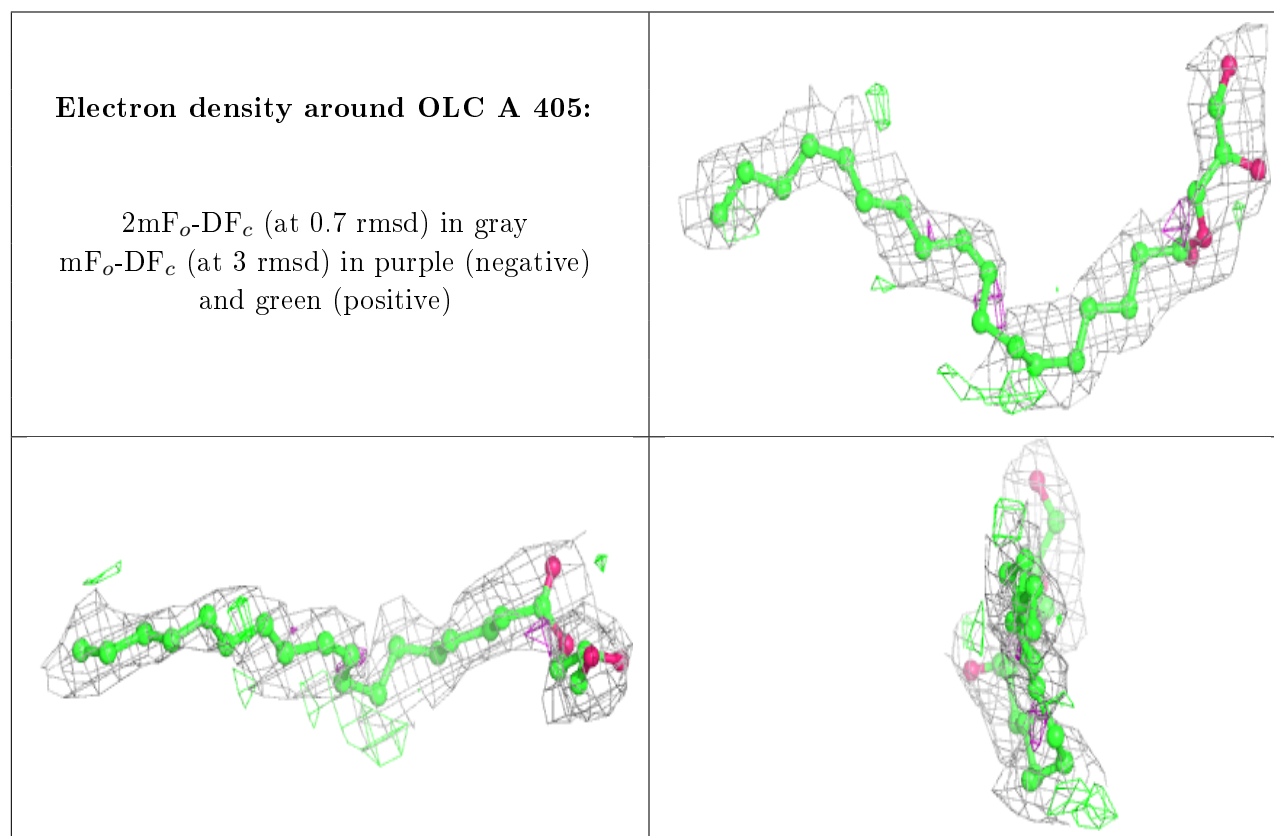 Electron density around OLC A 405:
2mFₒ-DF𝒸 (at 0.7 rmsd) in gray
mFₒ-DF𝒸 (at 3 rmsd) in purple (negative)
and green (positive)